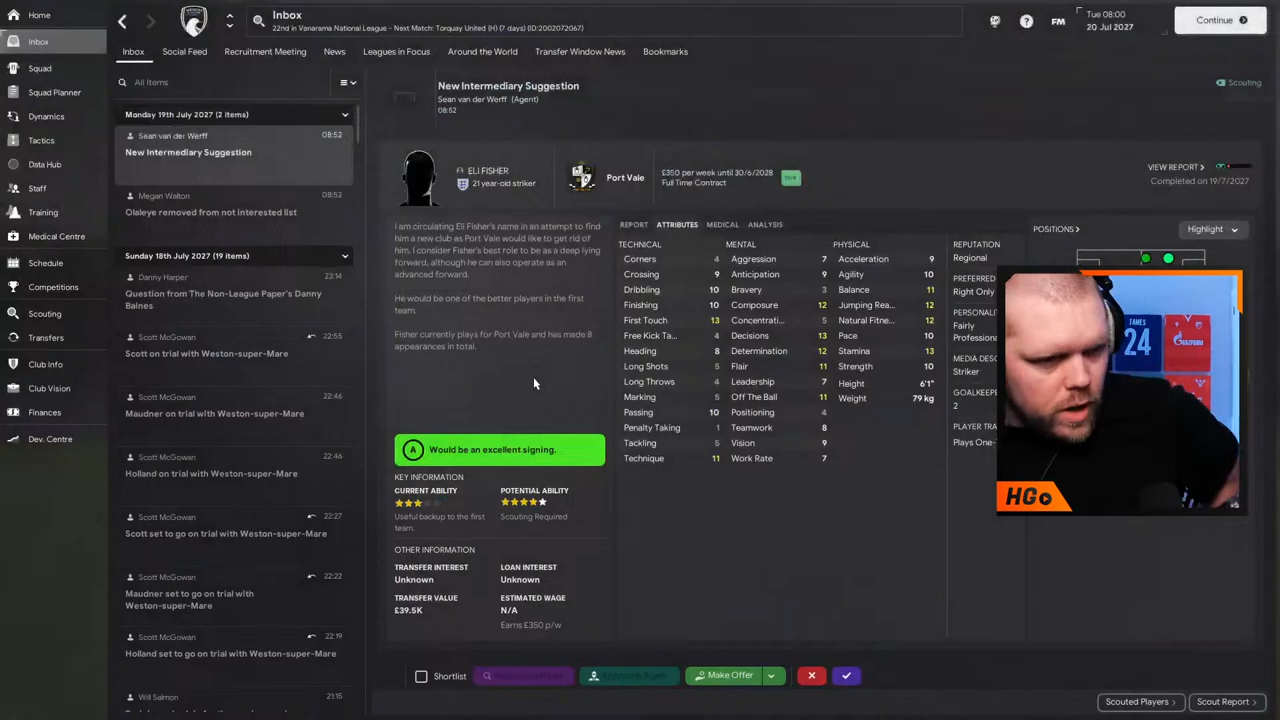 Home
Inbox
Squad
Squad Planner
Dynamics
Tactics
Data Hub
Staff
Training
Medical Centre
Schedule
Competitions
Scouting
Transfers
Club Info
Club Vision
Finances
Dev. Centre
Inbox
22nd in Vanarama National League - Next Match: Torquay United (H) (7 days) (ID:2002072067)
FM
Tue 08:00
20 Jul 2027
Continue
Inbox Social Feed Recruitment Meeting News Leagues in Focus Around the World Transfer Window News Bookmarks
All Items
Monday 19th July 2027 (2 Items)
Sean van der Werff 08:52
New Intermediary Suggestion
Megan Walton 08:52
Olaleye removed from not interested list
Sunday 18th July 2027 (19 items)
Danny Harper 23:14
Question from The Non-League Paper's Danny
Balnes
Scott McGowan 22:55
Scott on trial with Weston-super-Mare
Scott McGowan 22:46
Maudner on trial with Weston-super-Mare
Scott McGowan 22:46
Holland on trial with Weston-super-Mare
Scott McGowan 22:27
Scott set to go on trial with Weston-super-Mare
Scott McGowan 22:22
Maudner set to go on trial with
Weston-super-Mare
Scott McGowan 22:19
Holland set to go on trial with Weston-super-Mare
Will Salmon 21:15
New Intermediary Suggestion
Sean van der Werff (Agent)
08:52
Scouting
ELI FISHER
21 year-old striker
Port Vale
£350 per week until 30/6/2028
Full Time Contract
Wnt
VIEW REPORT >
Completed on 19/7/2027
I am circulating Eli Fisher's name in an attempt to find
him a new club as Port Vale would like to get rid of
him. I consider Fisher's best role to be as a deep lying
forward, although he can also operate as an
advanced forward.
He would be one of the better players in the first
team.
Fisher currently plays for Port Vale and has made 8
appearances in total.
A Would be an excellent signing.
KEY INFORMATION
CURRENT ABILITY POTENTIAL ABILITY
Useful backup to the first
team.
Scouting Required
OTHER INFORMATION
TRANSFER INTEREST LOAN INTEREST
Unknown Unknown
TRANSFER VALUE ESTIMATED WAGE
£39.5K N/A
Earns £350 p/w
REPORT ATTRIBUTES MEDICAL ANALYSIS
TECHNICAL MENTAL PHYSICAL
Corners 4 Aggression 7 Acceleration 9
Crossing 9 Anticipation 9 Agility 10
Dribbling 10 Bravery 3 Balance 11
Finishing 10 Composure 12 Jumping Rea... 12
First Touch 13 Concentrati... 5 Natural Fitne... 12
Free Kick Ta... 4 Decisions 13 Pace 10
Heading 8 Determination 12 Stamina 13
Long Shots 5 Flair 11 Strength 10
Long Throws 4 Leadership 7 Height 6'1"
Marking 5 Off The Ball 11 Weight 79 kg
Passing 10 Positioning 4
Penalty Taking 1 Teamwork 8
Tackling 5 Vision 9
Technique 11 Work Rate 7
POSITIONS >
Highlight
REPUTATION
Regional
PREFERRED
Right Only
PERSONALI
Fairly
Professiona
MEDIA DESC
Striker
GOALKEEPE
2
PLAYER TRA
Plays One-
JAMES
24
GAZPROM
HGo
Shortlist
Approach Agent
Make Offer
Scouted Players >
Scout Report >